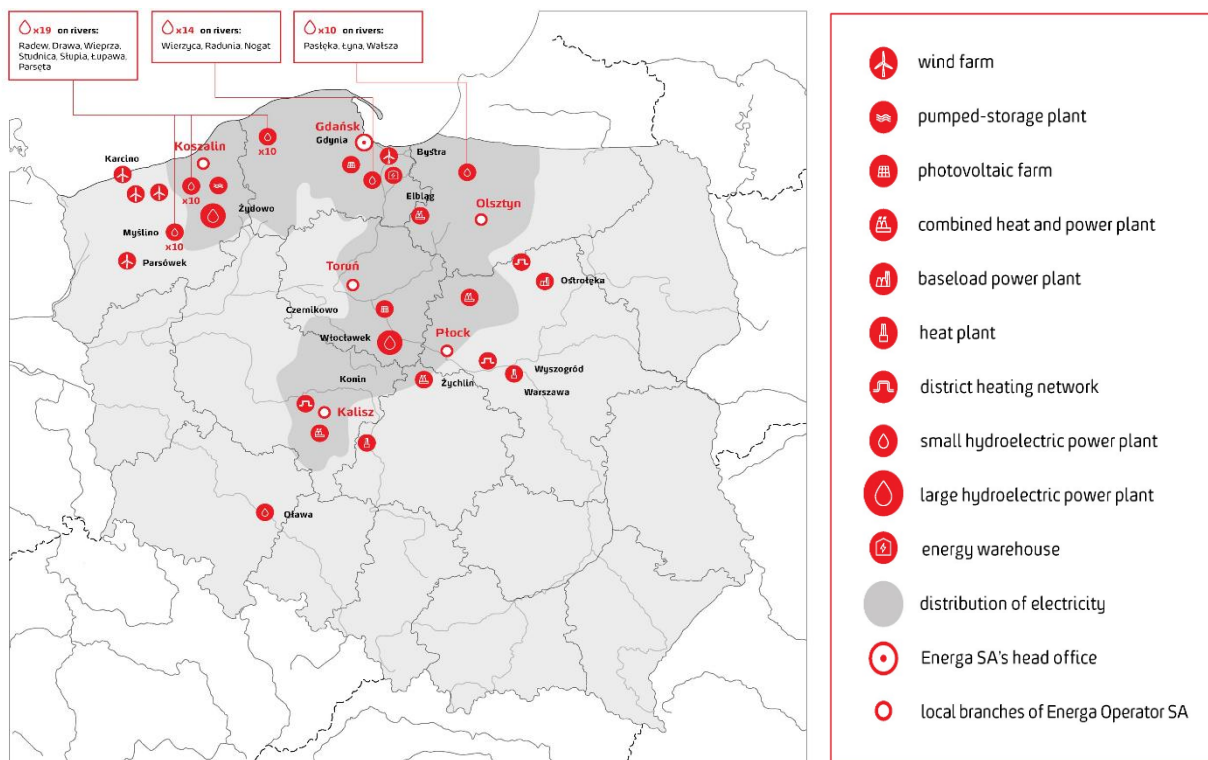 x19 on rivers:
Radew, Drawa, Wieprza,
Studnica, Słupia, Łupawa,
Parsęta
x14 on rivers:
Wierzyca, Radunia, Nogat
x10 on rivers:
Pasłęka, Łyna, Wałsza
Gdańsk
Gdynia
Koszalin
x10
Bystra
Karcino
x10
Elbląg
Olsztyn
Żydowo
Myślino
x10
Parsówek
Toruń
Ostrołęka
Czernikowo
Włocławek
Płock
Wyszogród
Konin
Żychlin
Warszawa
Kalisz
Oława
wind farm
pumped-storage plant
photovoltaic farm
combined heat and power plant
baseload power plant
heat plant
district heating network
small hydroelectric power plant
large hydroelectric power plant
energy warehouse
distribution of electricity
Energa SA's head office
local branches of Energa Operator SA